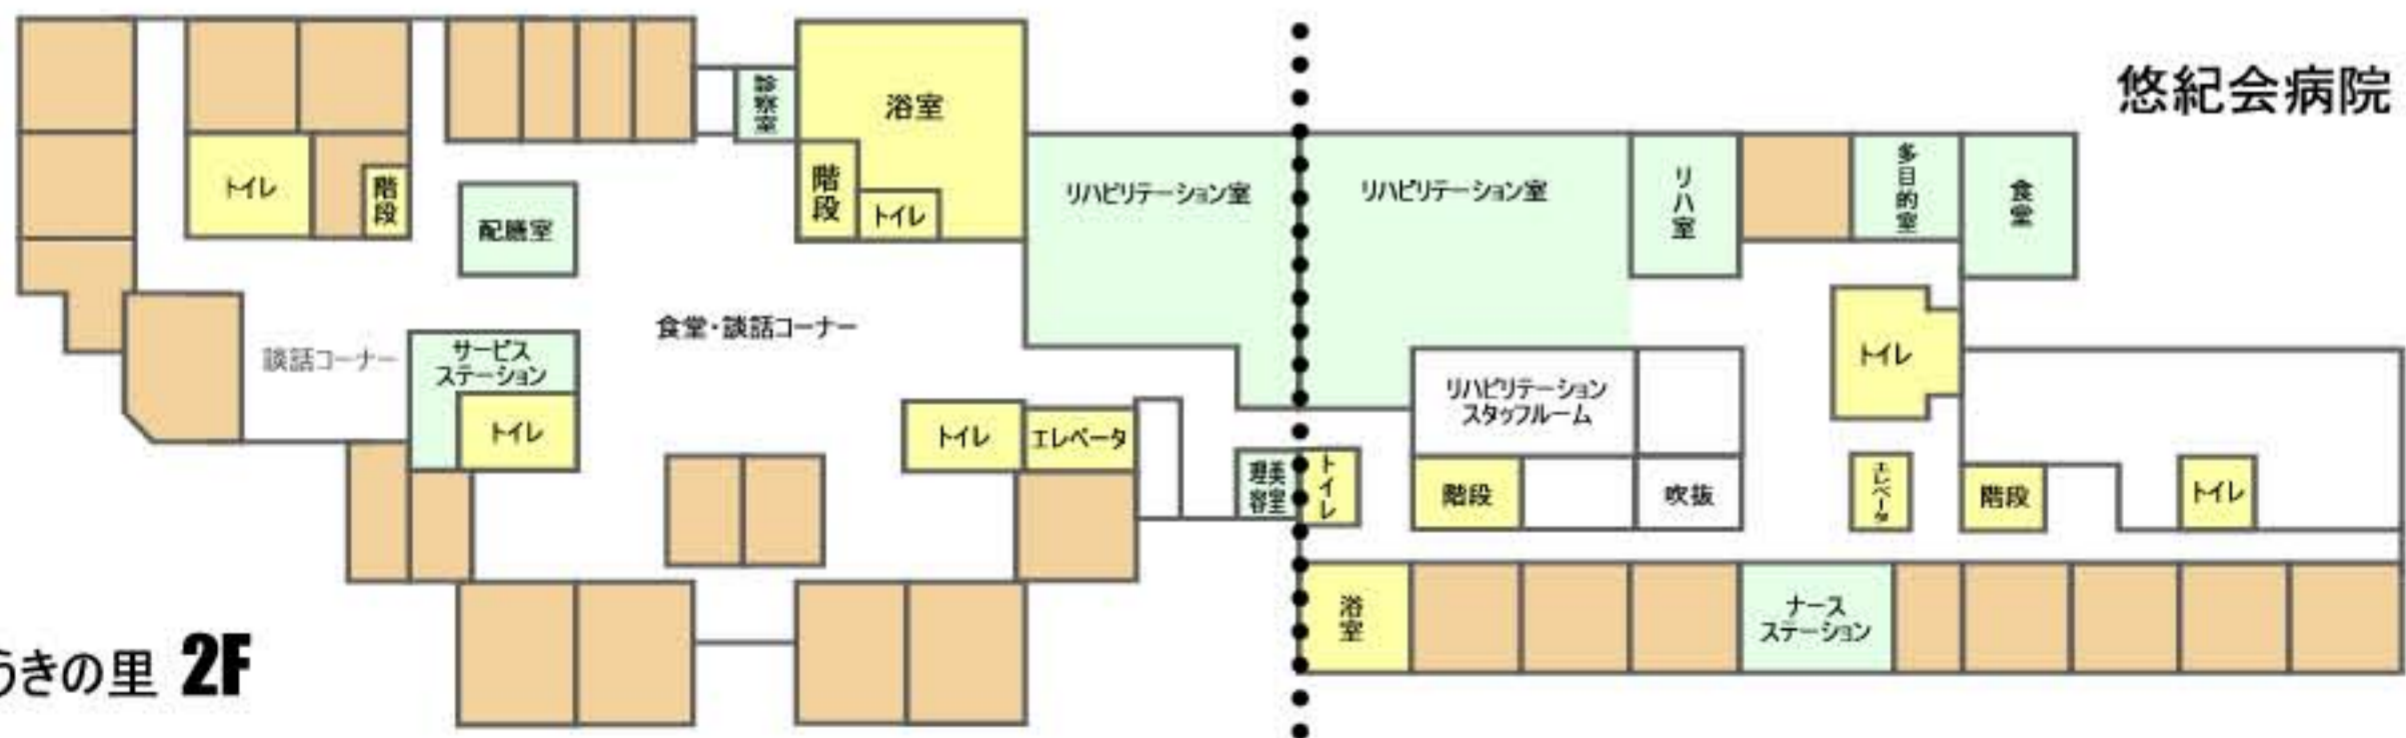 悠紀会病院
診察室
浴室
トイレ
階段
階段
トイレ
配膳室
リハビリテーション室
リハビリテーション室
リハ室
多目的室
食堂
食堂・談話コーナー
談話コーナー
サービス
ステーション
トイレ
トイレ
エレベータ
理美容室
トイレ
リハビリテーション
スタッフルーム
階段
吹抜
トイレ
エレベータ
階段
トイレ
浴室
ナース
ステーション
うきの里 2F